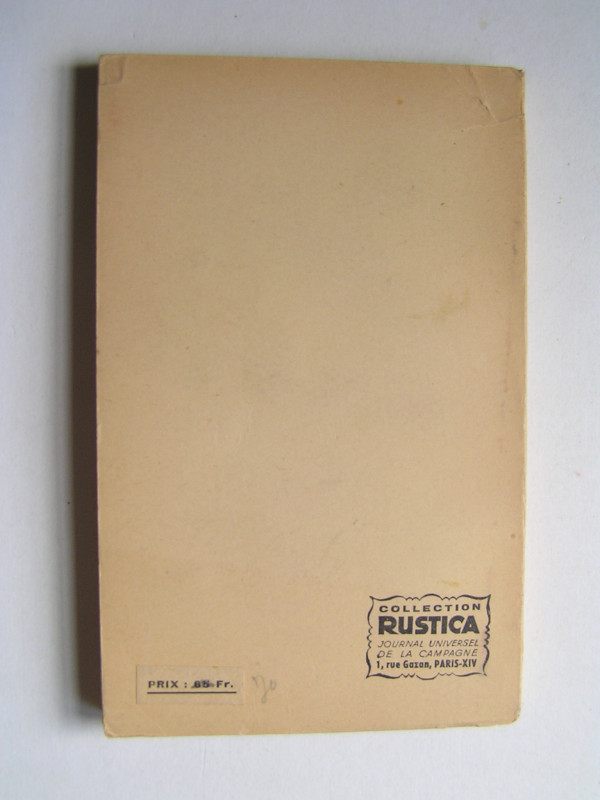 COLLECTION
RUSTICA
JOURNAL UNIVERSEL
DE LA CAMPAGNE
1, rue Gazan, PARIS-XIV
PRIX : 65 Fr.